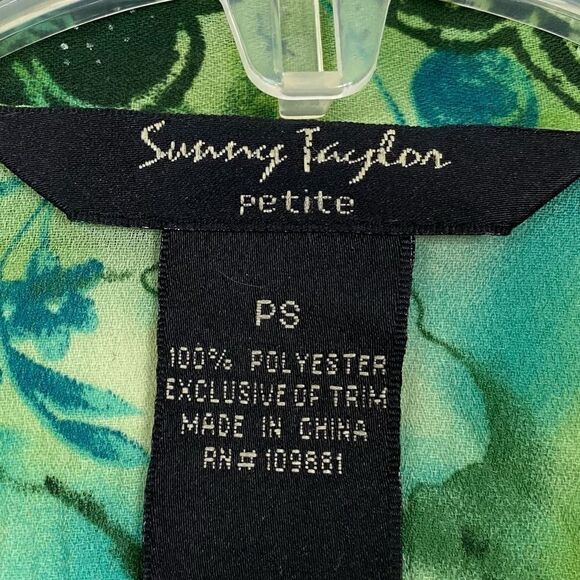 Sunny Taylor
petite
PS
100% POLYESTER
EXCLUSIVE OF TRIM
MADE IN CHINA
RN# 109881